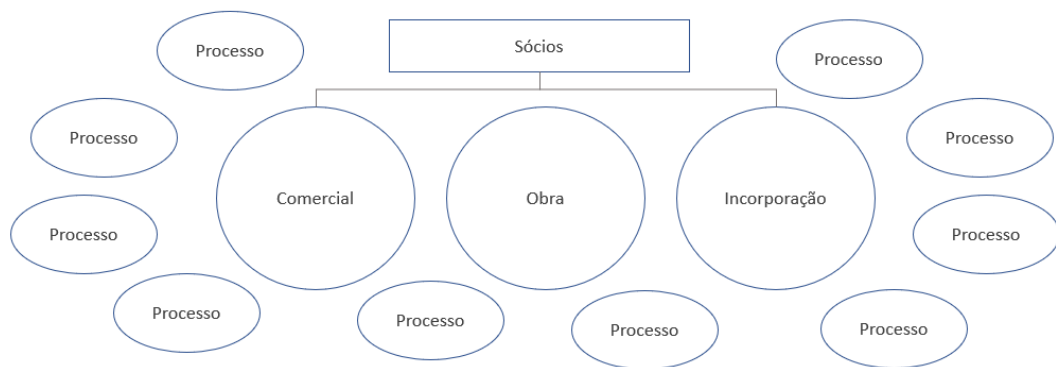 Processo
Sócios
Processo
Processo
Processo
Comercial
Obra
Incorporação
Processo
Processo
Processo
Processo
Processo
Processo
Processo